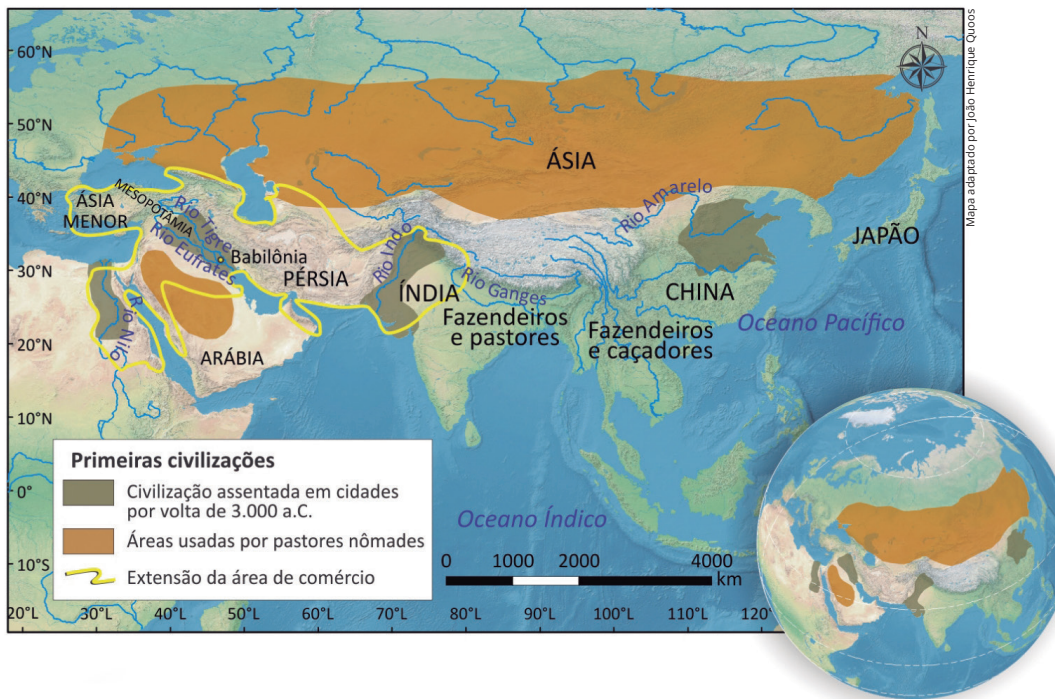 Mapa adaptado por João Henrique Quoos
N
60°N
50°N
40°N
30°N
20°N
10°N
0°
10°S
20°L
30°L
40°L
50°L
60°L
70°L
80°L
90°L
100°L
110°L
120°
ÁSIA
ÁSIA
MENOR
MESOPOTÂMIA
Rio Tigre
Rio Eufrates
Babilônia
PÉRSIA
Rio Nilo
ARÁBIA
Rio Indo
ÍNDIA
Rio Ganges
Fazendeiros
e pastores
Rio Amarelo
CHINA
Fazendeiros
e caçadores
JAPÃO
Oceano Pacífico
Oceano Índico
Primeiras civilizações
Civilização assentada em cidades
por volta de 3.000 a.C.
Áreas usadas por pastores nômades
Extensão da área de comércio
0 1000 2000 4000
km